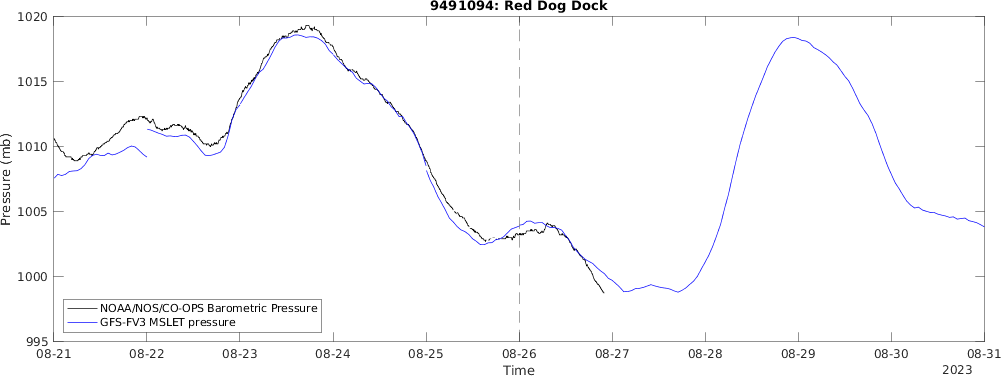 9491094: Red Dog Dock
Pressure (mb)
1020
1015
1010
1005
1000
995
NOAA/NOS/CO-OPS Barometric Pressure
GFS-FV3 MSLET pressure
08-21 08-22 08-23 08-24 08-25 08-26 08-27 08-28 08-29 08-30 08-31
Time
2023